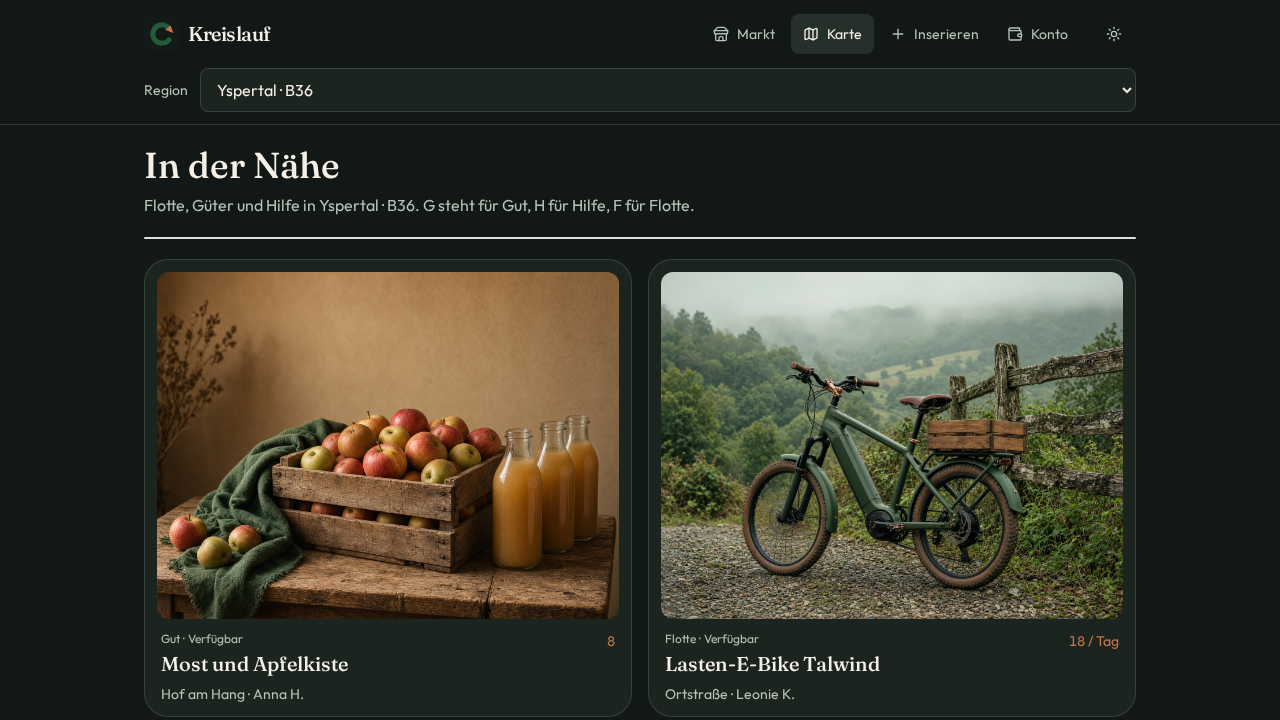 Kreislauf
Markt
Karte
Inserieren
Konto
Region
Yspertal · B36
In der Nähe
Flotte, Güter und Hilfe in Yspertal · B36. G steht für Gut, H für Hilfe, F für Flotte.
Gut · Verfügbar
8
Most und Apfelkiste
Hof am Hang · Anna H.
Flotte · Verfügbar
18 / Tag
Lasten-E-Bike Talwind
Ortstraße · Leonie K.